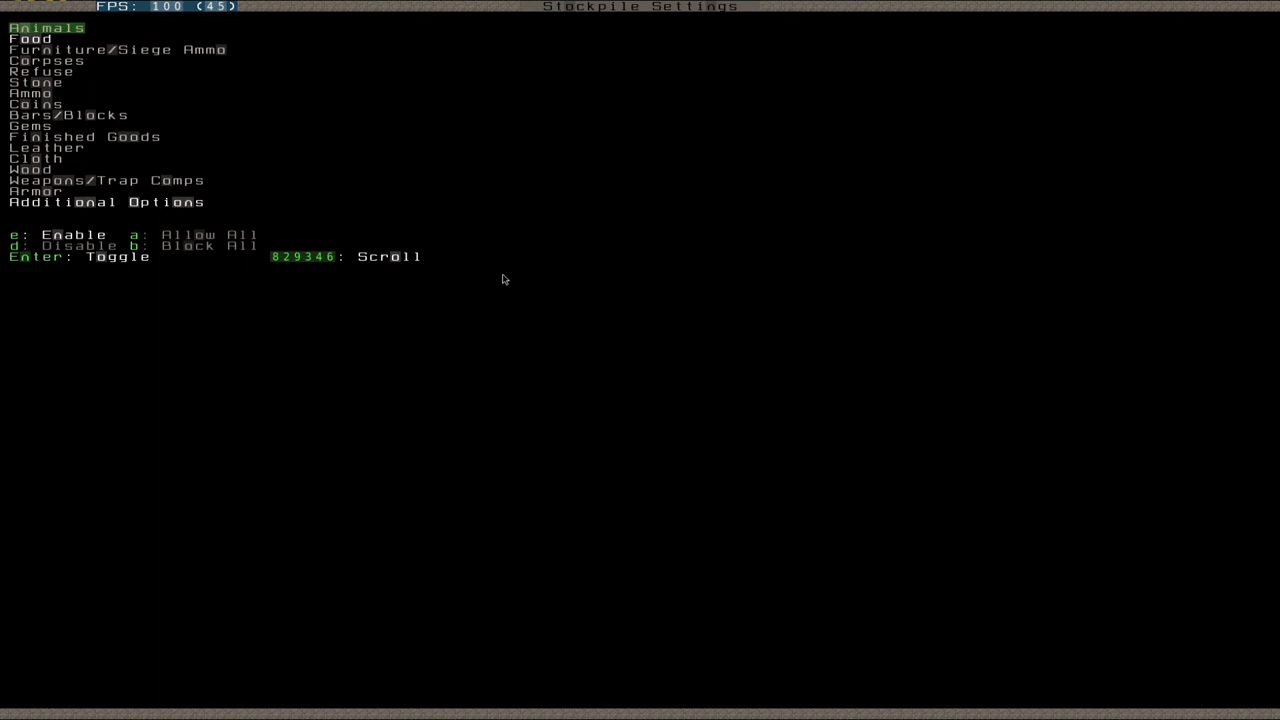 FPS: 100 (45)
Stockpile Settings
Animals
Food
Furniture/Siege Ammo
Corpses
Refuse
Stone
Ammo
Coins
Bars/Blocks
Gems
Finished Goods
Leather
Cloth
Wood
Weapons/Trap Comps
Armor
Additional Options
e: Enable a: Allow All
d: Disable b: Block All
Enter: Toggle 829346: Scroll